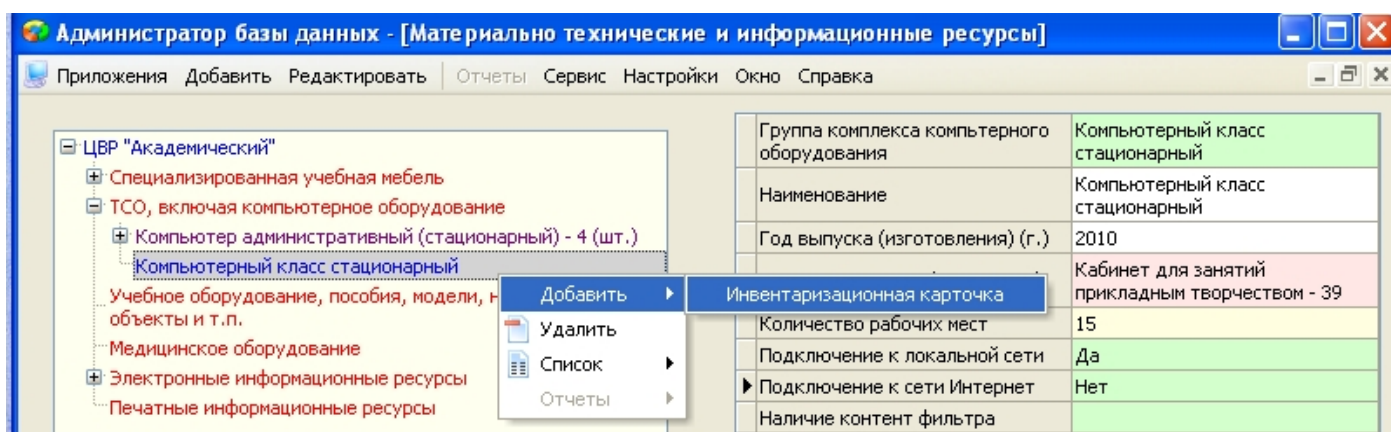 Администратор базы данных - [Материально технические и информационные ресурсы]
Приложения Добавить Редактировать Отчеты Сервис Настройки Окно Справка
ЦВР "Академический"
Специализированная учебная мебель
ТСО, включая компьютерное оборудование
Компьютер административный (стационарный) - 4 (шт.)
Компьютерный класс стационарный
Учебное оборудование, пособия, модели,
объекты и т.п.
Медицинское оборудование
Электронные информационные ресурсы
Печатные информационные ресурсы
Добавить
Удалить
Список
Отчеты
Инвентаризационная карточка
Группа комплекса компьтерного
оборудования
Компьютерный класс
стационарный
Наименование
Компьютерный класс
стационарный
Год выпуска (изготовления) (г.)
2010
Кабинет для занятий
прикладным творчеством - 39
Количество рабочих мест
15
Подключение к локальной сети
Да
Подключение к сети Интернет
Нет
Наличие контент фильтра